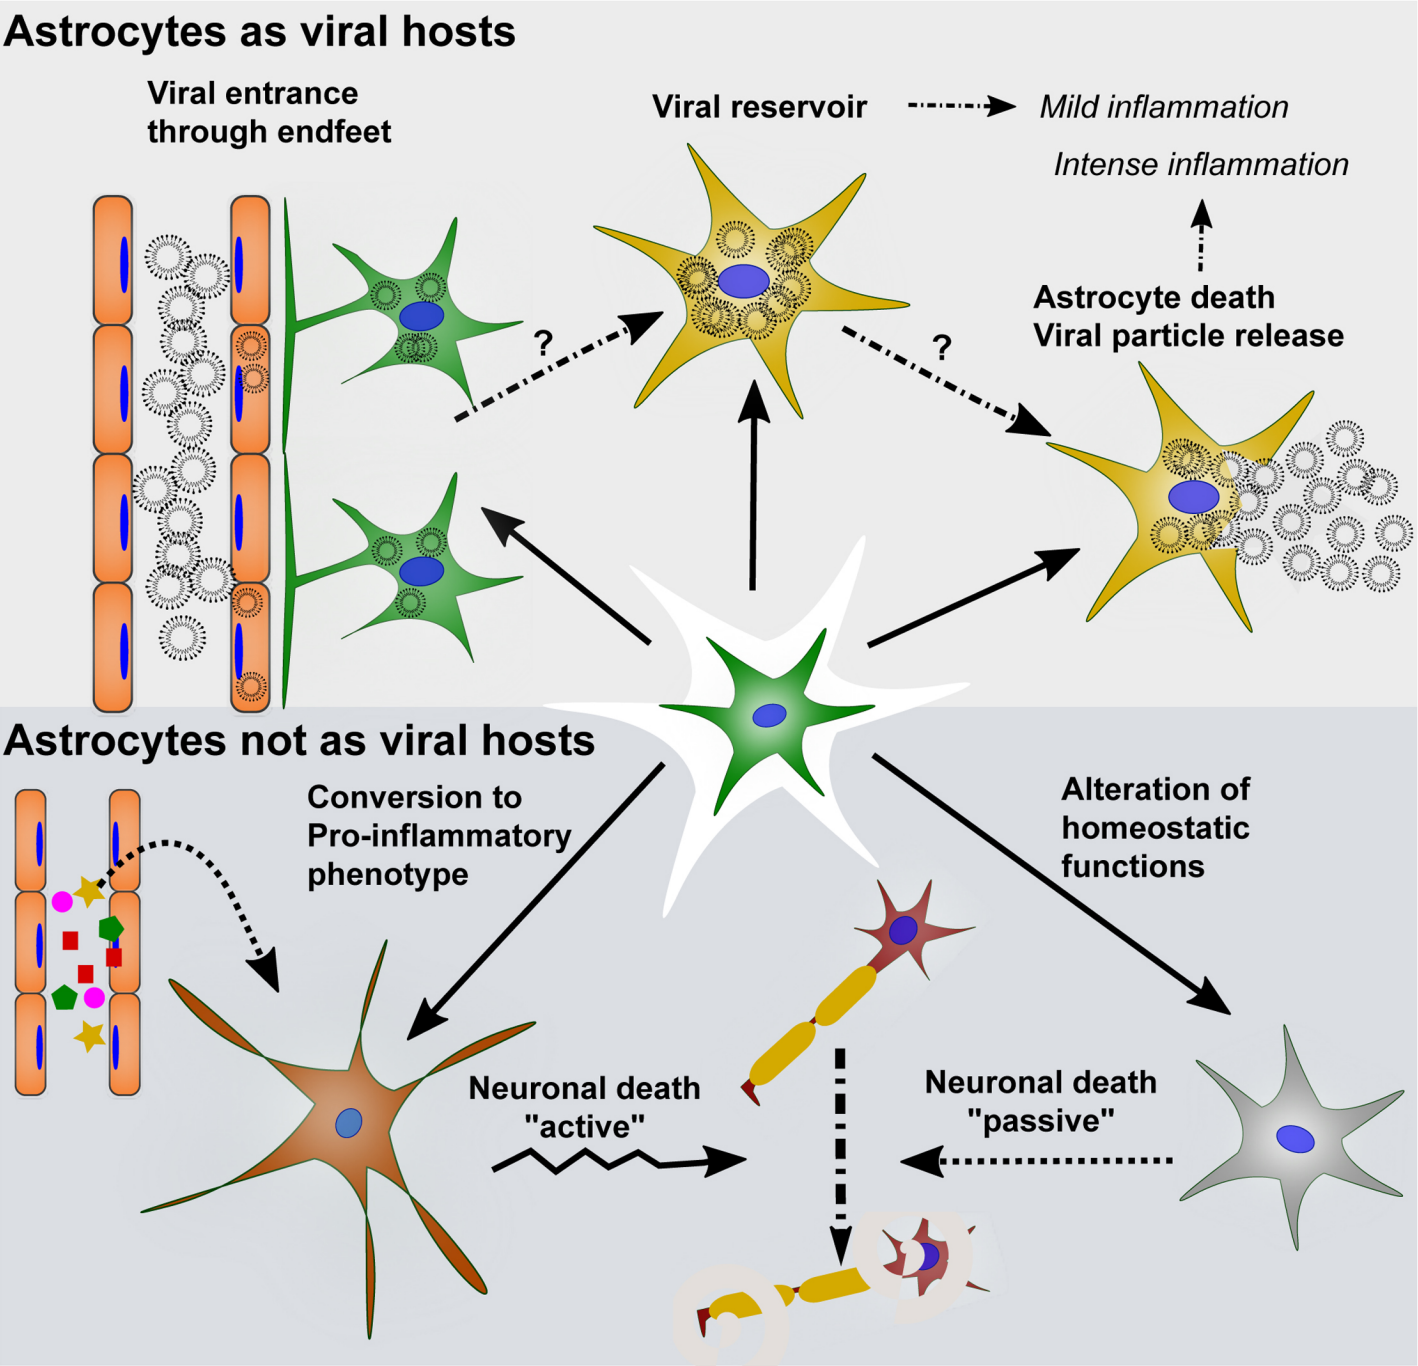 Astrocytes as viral hosts
Viral entrance
through endfeet
Viral reservoir
Mild inflammation
Intense inflammation
Astrocyte death
Viral particle release
?
?
Astrocytes not as viral hosts
Conversion to
Pro-inflammatory
phenotype
Alteration of
homeostatic
functions
Neuronal death
"active"
Neuronal death
"passive"